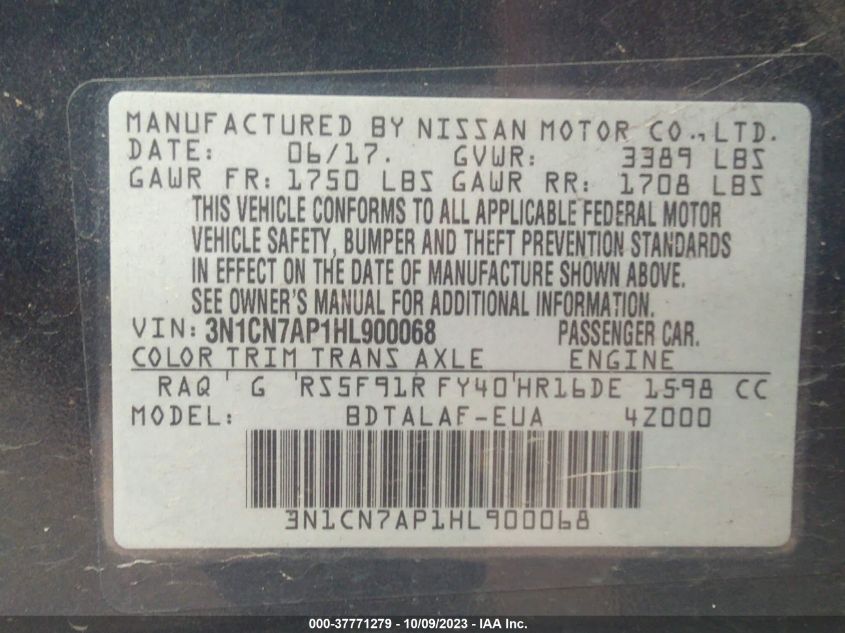 MANUFACTURED BY NISSAN MOTOR CO., LTD.
DATE: 06/17. GVWR: 3389 LBS
GAWR FR: 1750 LBS GAWR RR: 1708 LBS
THIS VEHICLE CONFORMS TO ALL APPLICABLE FEDERAL MOTOR
VEHICLE SAFETY, BUMPER AND THEFT PREVENTION STANDARDS
IN EFFECT ON THE DATE OF MANUFACTURE SHOWN ABOVE.
SEE OWNER'S MANUAL FOR ADDITIONAL INFORMATION.
VIN: 3N1CN7AP1HL900068 PASSENGER CAR.
COLOR TRIM TRANS AXLE ENGINE
RAQ ' G ' RS5F91R FY40 ' HR16DE 1598 CC
MODEL: BDTALAF-EUA 4Z000
3N1CN7AP1HL900068
000-37771279 - 10/09/2023 - IAA Inc.